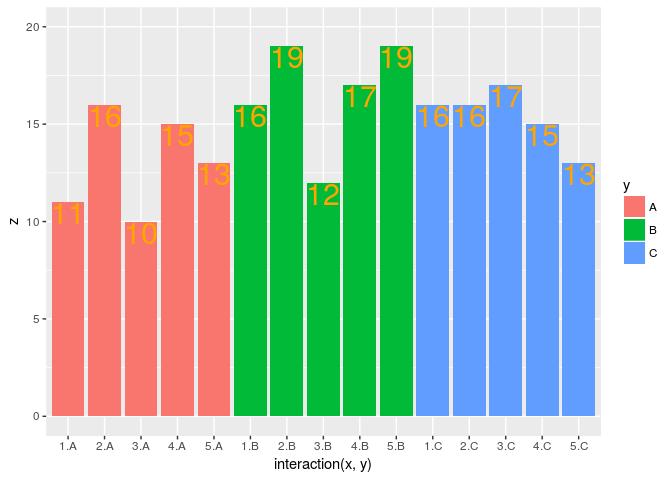 20
15
10
5
0
z
11 16 10 15 13 16 19 12 17 19 16 16 17 15 13
1.A 2.A 3.A 4.A 5.A 1.B 2.B 3.B 4.B 5.B 1.C 2.C 3.C 4.C 5.C
interaction(x, y)
y
A
B
C